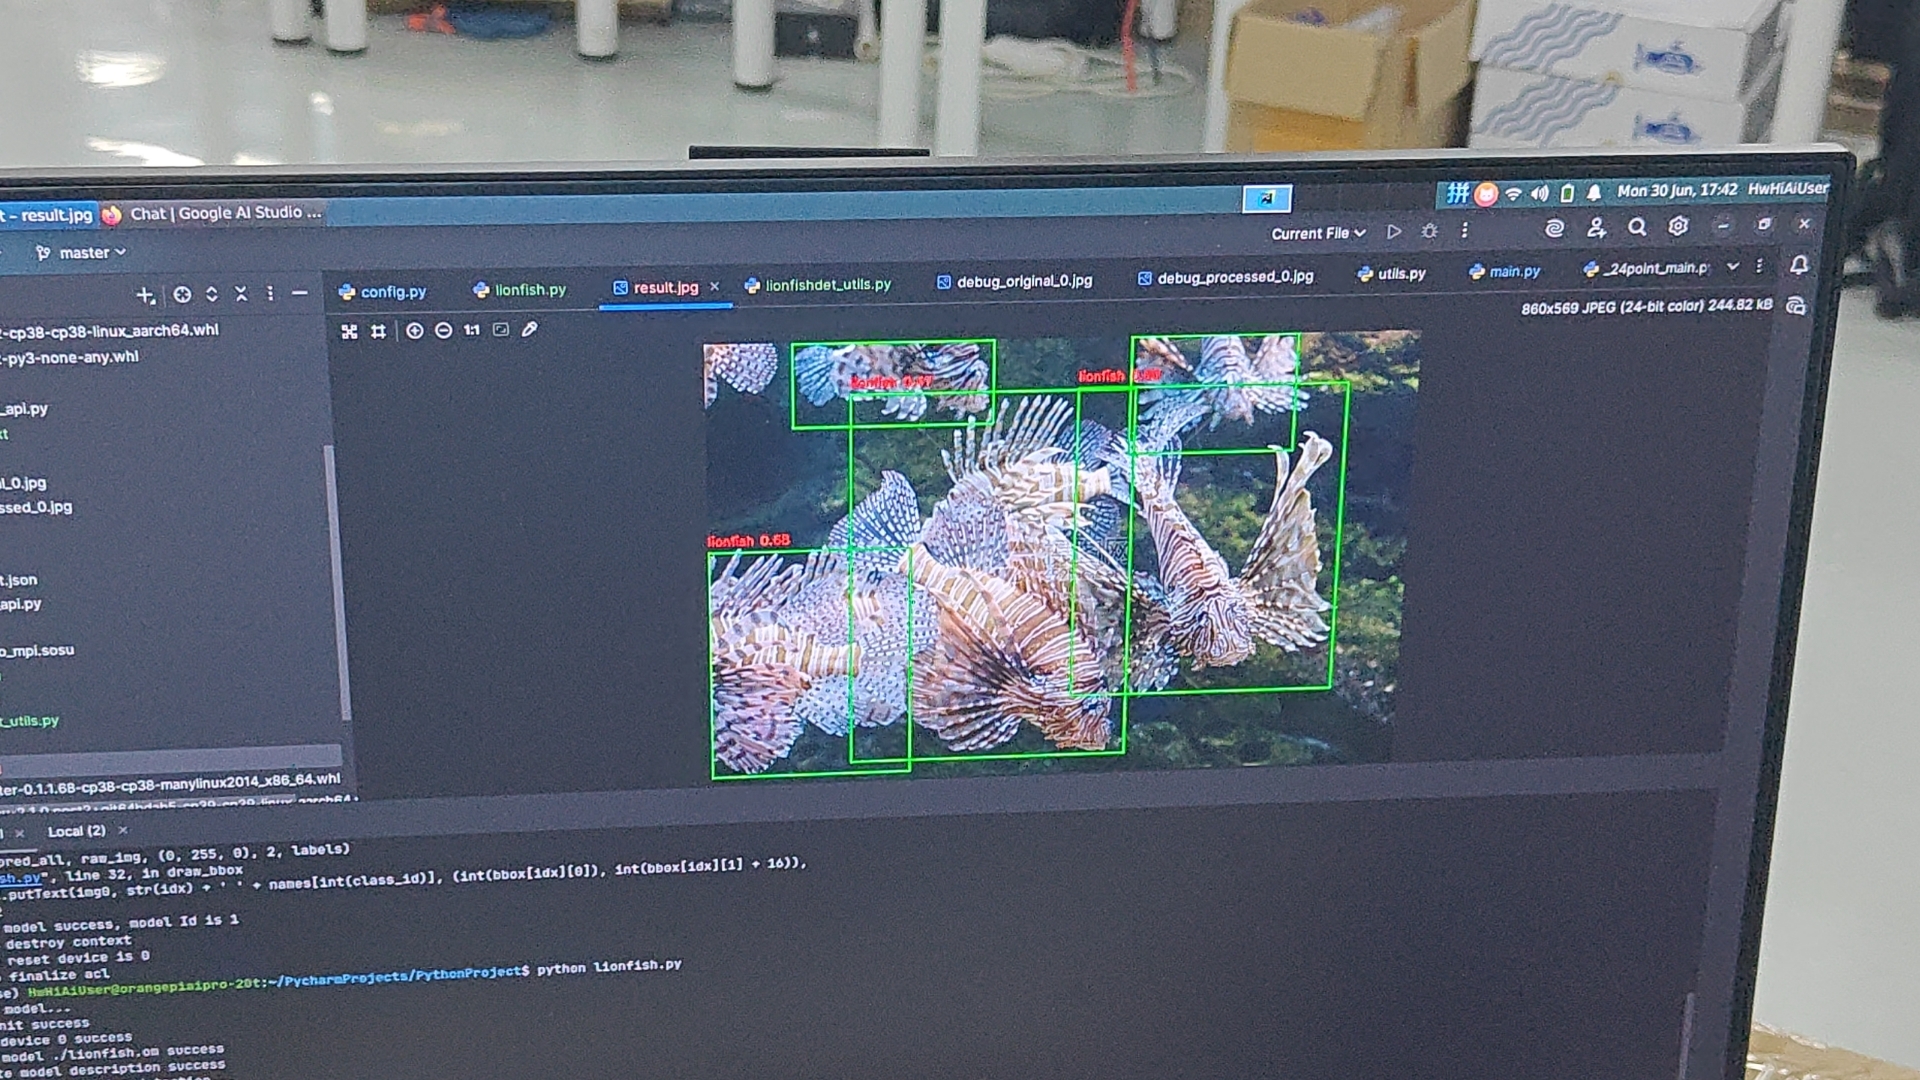 - result.jpg
Chat | Google AI Studio ...
Mon 30 Jun, 17:42 HwHiAiUser
master
Current File
config.py
lionfish.py
result.jpg
lionfishdet_utils.py
debug_original_0.jpg
debug_processed_0.jpg
utils.py
main.py
_24point_main.p
860x569 JPEG (24-bit color) 244.82 kB
1:1
-cp38-cp38-linux_aarch64.whl
-py3-none-any.whl
_api.py
_0.jpg
ssed_0.jpg
.json
api.py
o_mpi.sosu
_utils.py
ter-0.1.1.68-cp38-cp38-manylinux2014_x86_64.whl
lionfish
lionfish
lionfish 0.68
Local (2)
pred_all, raw_img, (0, 255, 0), 2, labels)
sh.py", line 32, in draw_bbox
.putText(img0, str(idx) + ' ' + names[int(class_id)], (int(bbox[idx][0]), int(bbox[idx][1] + 16)),
model success, model Id is 1
destroy context
reset device is 0
finalize acl
se) HwHiAiUser@orangepiaipro-20t:~/PycharmProjects/PythonProject$ python lionfish.py
model...
nit success
device 0 success
model ./lionfish.om success
te model description success